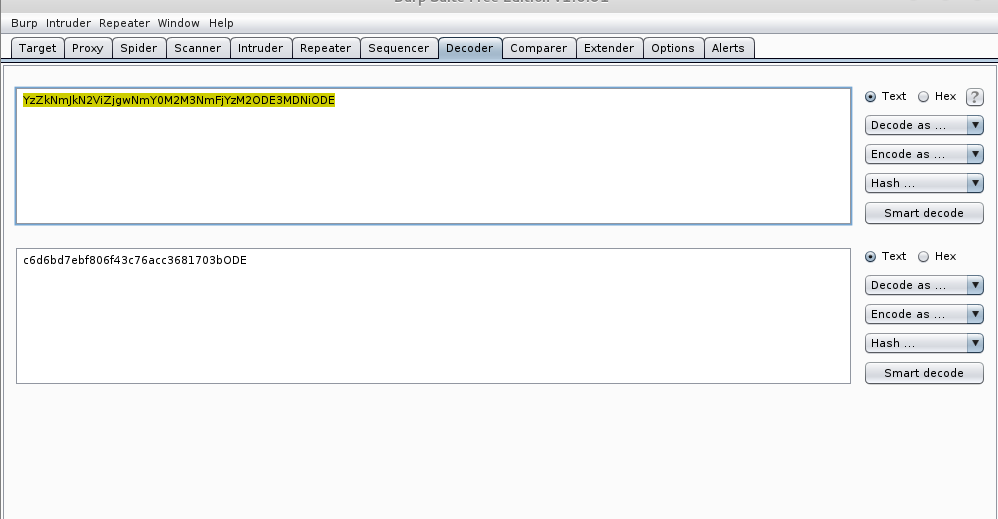 Burp Suite Free Edition
Burp Intruder Repeater Window Help
Target Proxy Spider Scanner Intruder Repeater Sequencer Decoder Comparer Extender Options Alerts
YzZkNmJkN2ViZjgwNmY0M2M3NmFjYzM2ODE3MDNiODE
Text Hex ?
Decode as ...
Encode as ...
Hash ...
Smart decode
c6d6bd7ebf806f43c76acc3681703bODE
Text Hex
Decode as ...
Encode as ...
Hash ...
Smart decode